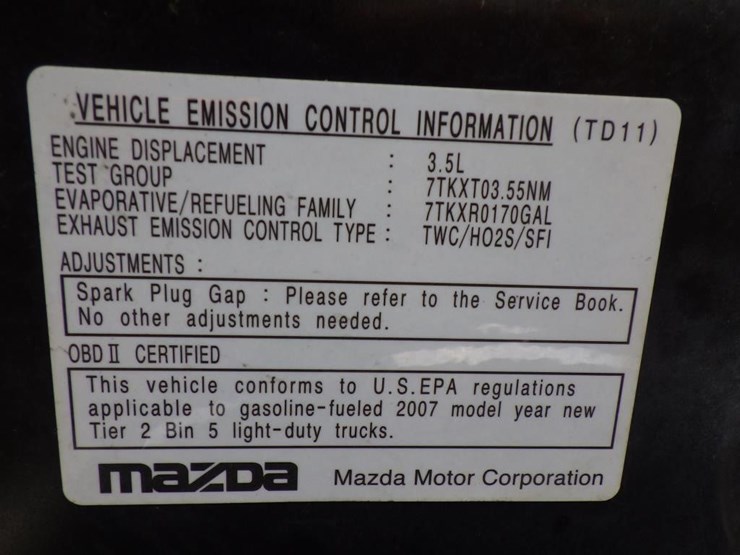 VEHICLE EMISSION CONTROL INFORMATION (TD11)
ENGINE DISPLACEMENT : 3.5L
TEST GROUP : 7TKXT03.55NM
EVAPORATIVE/REFUELING FAMILY : 7TKXR0170GAL
EXHAUST EMISSION CONTROL TYPE : TWC/HO2S/SFI
ADJUSTMENTS :
Spark Plug Gap : Please refer to the Service Book.
No other adjustments needed.
OBD II CERTIFIED
This vehicle conforms to U.S.EPA regulations
applicable to gasoline-fueled 2007 model year new
Tier 2 Bin 5 light-duty trucks.
mazda Mazda Motor Corporation